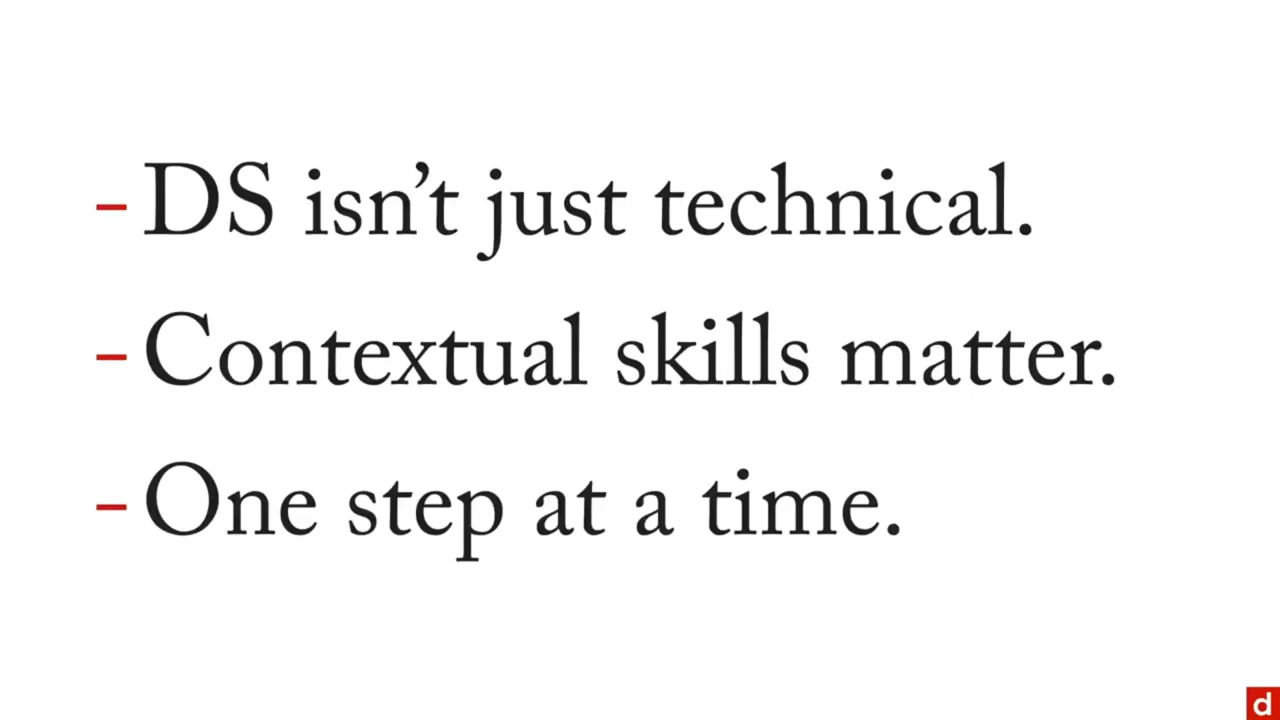 – DS isn’t just technical.
– Contextual skills matter.
– One step at a time.
d